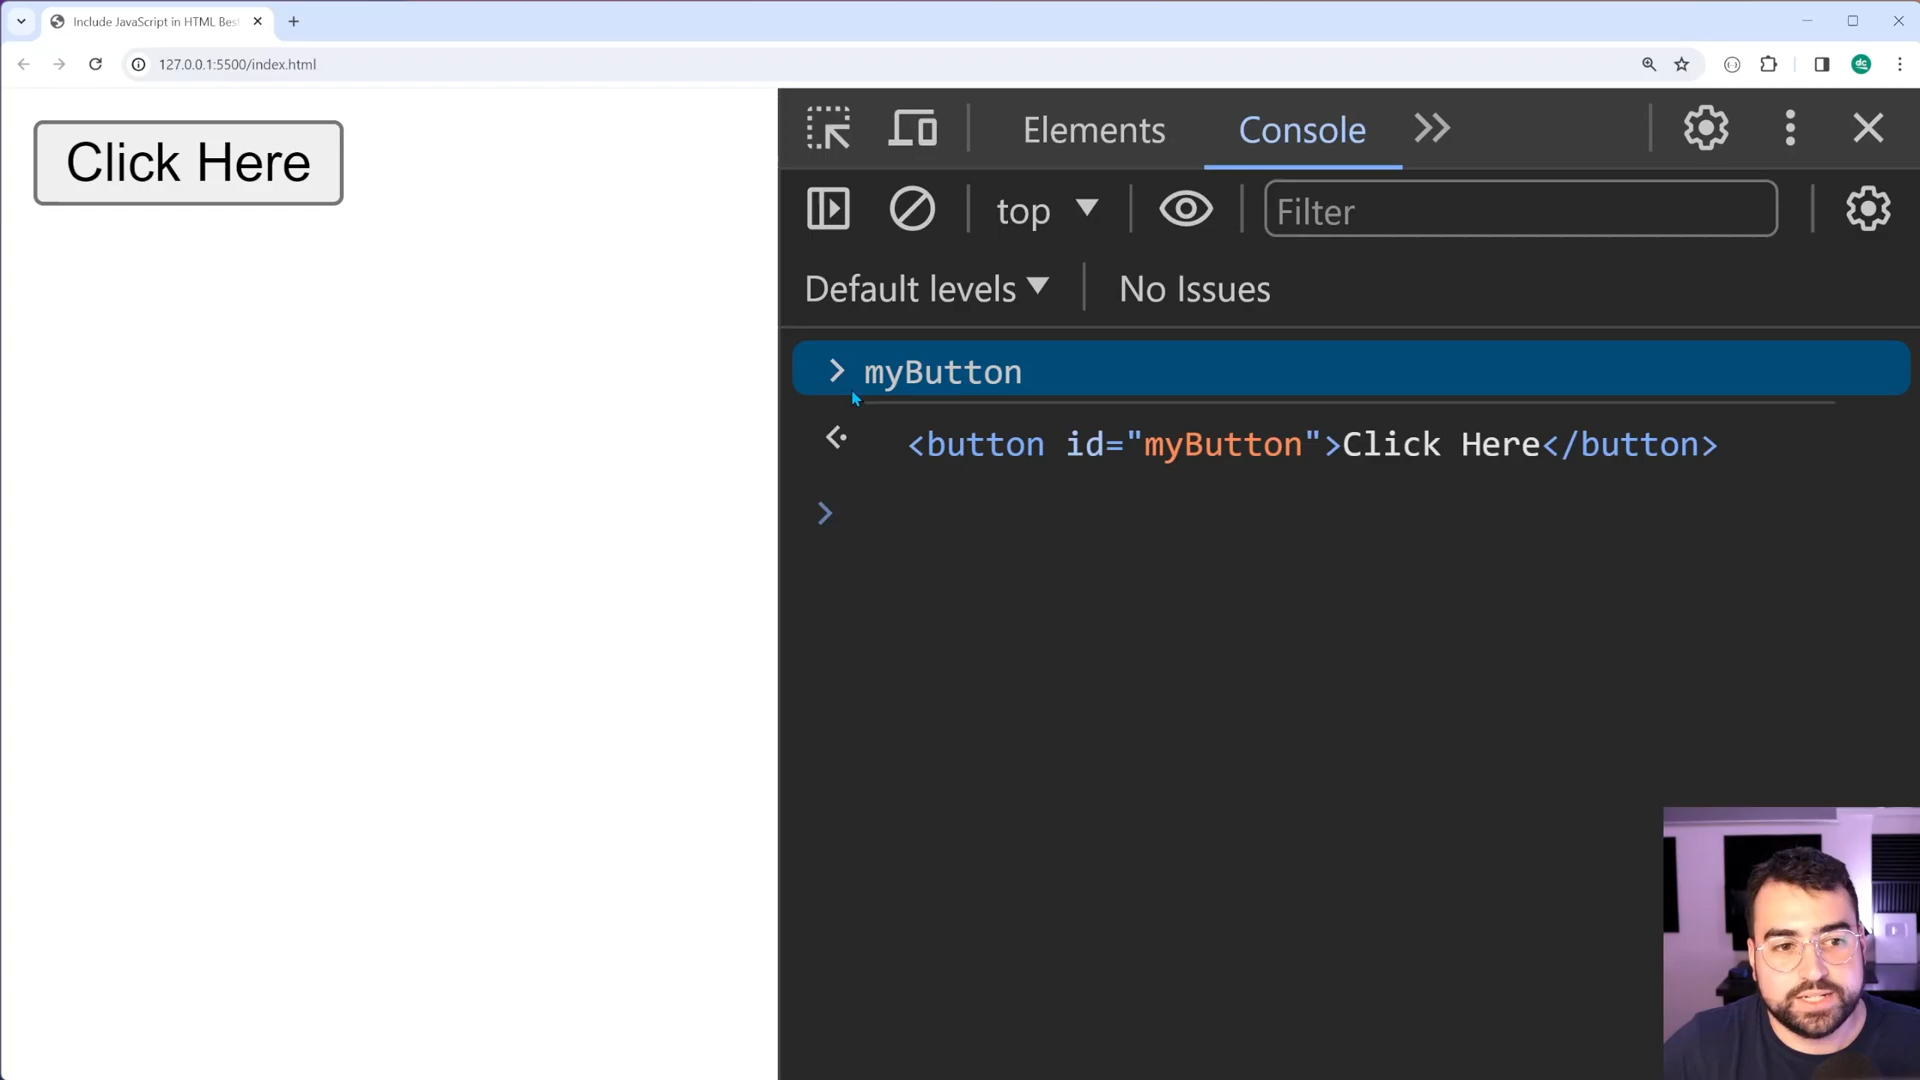 Include JavaScript in HTML Bes
127.0.0.1:5500/index.html
dc
Click Here
Elements
Console
top
Filter
Default levels
No Issues
> myButton
<button id="myButton">Click Here</button>
>